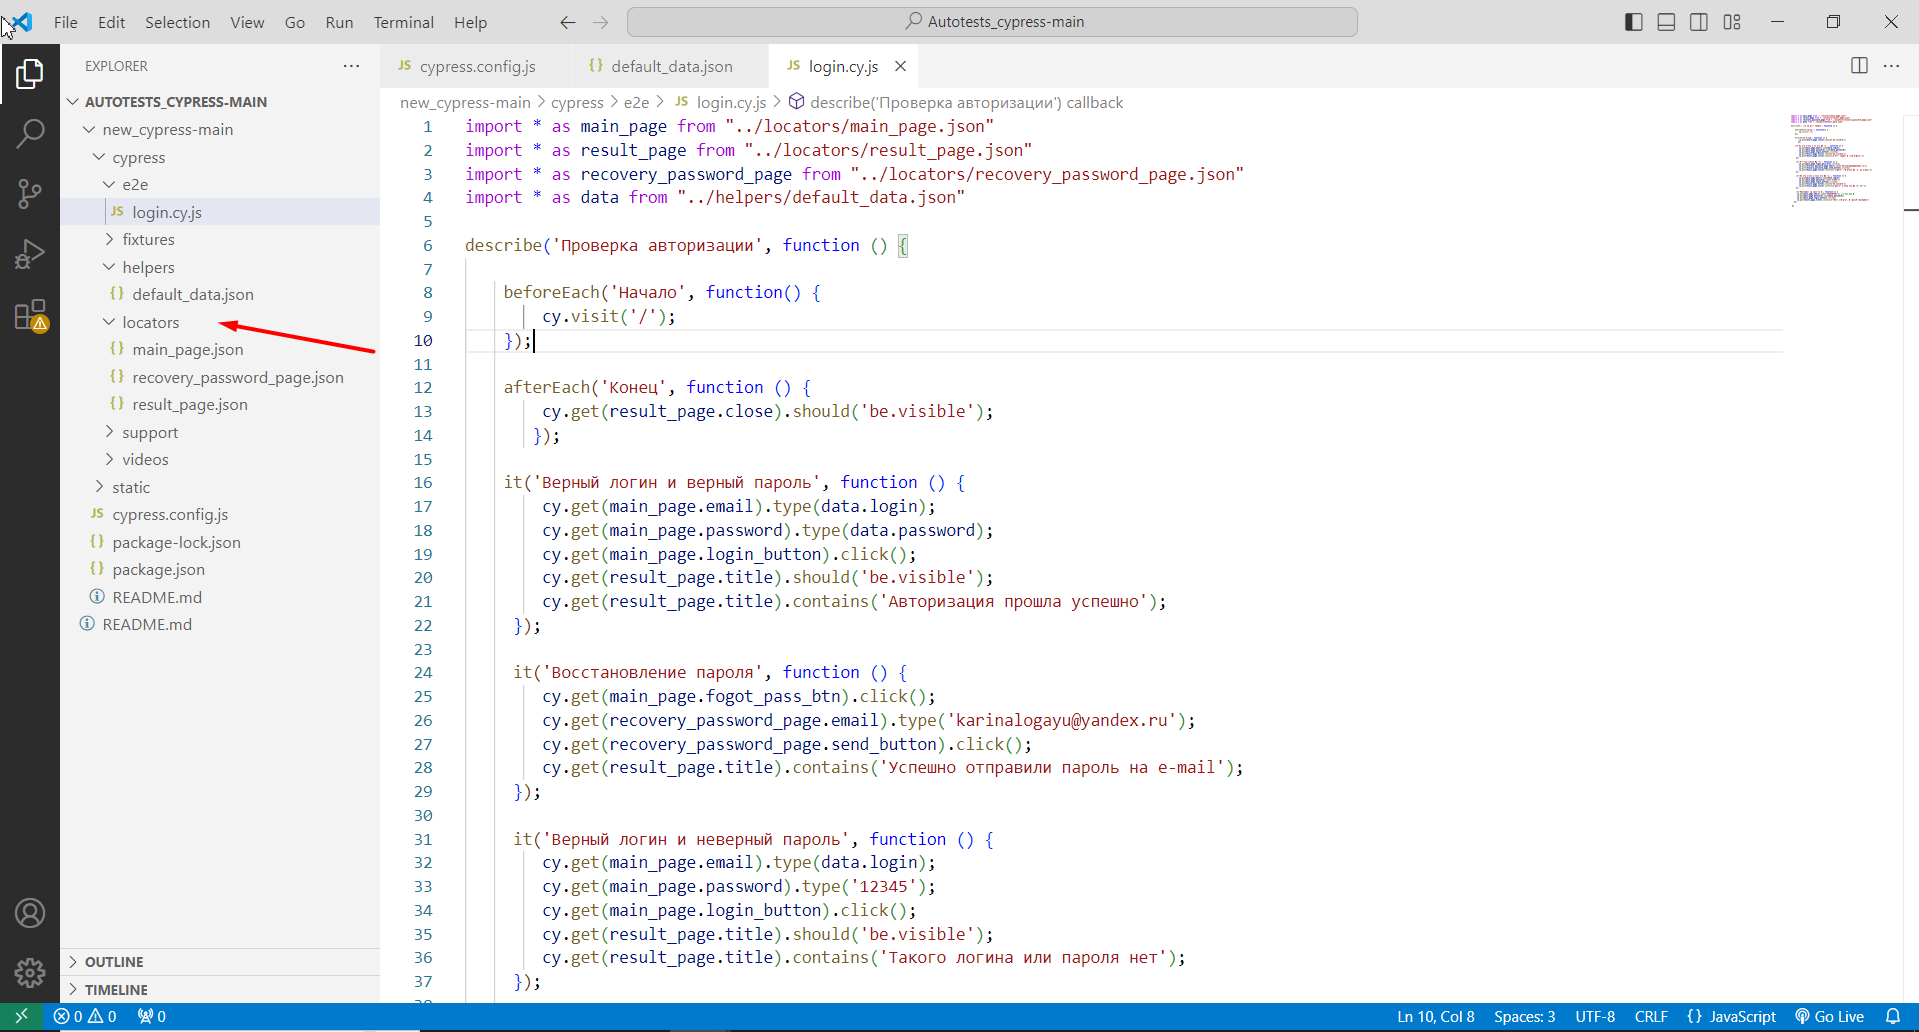 File Edit Selection View Go Run Terminal Help Autotests_cypress-main
EXPLORER
AUTOTESTS_CYPRESS-MAIN
new_cypress-main
cypress
e2e
JS login.cy.js
fixtures
helpers
{} default_data.json
locators
{} main_page.json
{} recovery_password_page.json
{} result_page.json
support
videos
static
JS cypress.config.js
{} package-lock.json
{} package.json
README.md
README.md
OUTLINE
TIMELINE
JS cypress.config.js {} default_data.json JS login.cy.js
new_cypress-main > cypress > e2e > JS login.cy.js > describe('Проверка авторизации') callback
1 import * as main_page from "../locators/main_page.json"
2 import * as result_page from "../locators/result_page.json"
3 import * as recovery_password_page from "../locators/recovery_password_page.json"
4 import * as data from "../helpers/default_data.json"
5
6 describe('Проверка авторизации', function () {
7
8 beforeEach('Начало', function() {
9 cy.visit('/');
10 });
11
12 afterEach('Конец', function () {
13 cy.get(result_page.close).should('be.visible');
14 });
15
16 it('Верный логин и верный пароль', function () {
17 cy.get(main_page.email).type(data.login);
18 cy.get(main_page.password).type(data.password);
19 cy.get(main_page.login_button).click();
20 cy.get(result_page.title).should('be.visible');
21 cy.get(result_page.title).contains('Авторизация прошла успешно');
22 });
23
24 it('Восстановление пароля', function () {
25 cy.get(main_page.fogot_pass_btn).click();
26 cy.get(recovery_password_page.email).type('karinalogayu@yandex.ru');
27 cy.get(recovery_password_page.send_button).click();
28 cy.get(result_page.title).contains('Успешно отправили пароль на e-mail');
29 });
30
31 it('Верный логин и неверный пароль', function () {
32 cy.get(main_page.email).type(data.login);
33 cy.get(main_page.password).type('12345');
34 cy.get(main_page.login_button).click();
35 cy.get(result_page.title).should('be.visible');
36 cy.get(result_page.title).contains('Такого логина или пароля нет');
37 });
0 0 0 Ln 10, Col 8 Spaces: 3 UTF-8 CRLF {} JavaScript Go Live